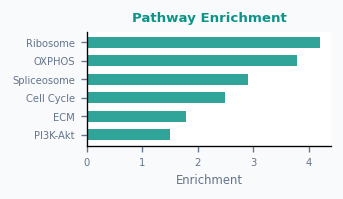 Pathway Enrichment
Ribosome
OXPHOS
Spliceosome
Cell Cycle
ECM
PI3K-Akt
0 1 2 3 4
Enrichment